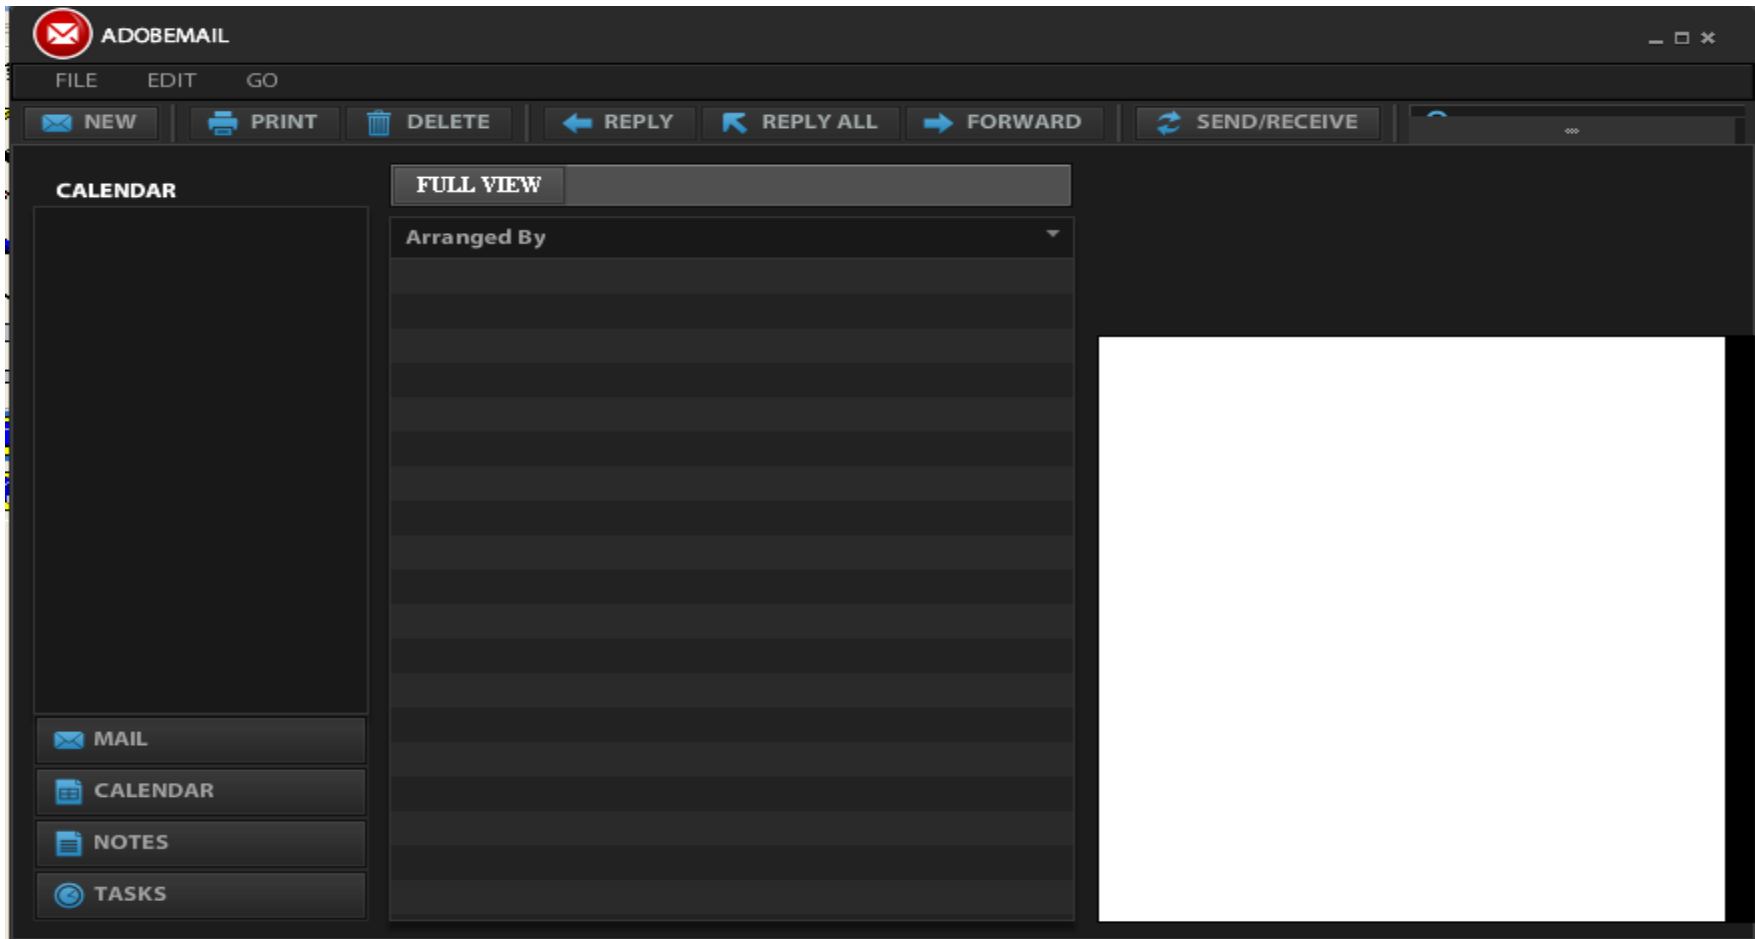 ADOBEMAIL
FILE EDIT GO
NEW PRINT DELETE REPLY REPLY ALL FORWARD SEND/RECEIVE
CALENDAR
FULL VIEW
Arranged By
MAIL
CALENDAR
NOTES
TASKS